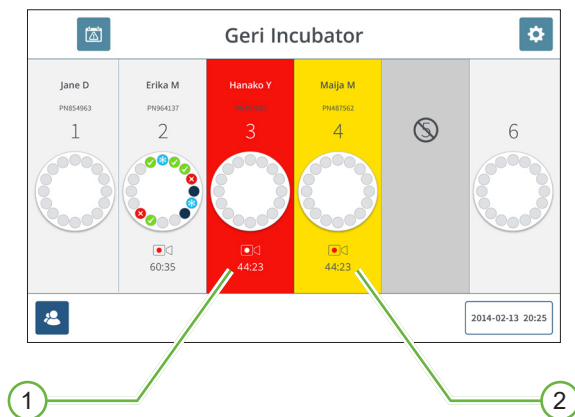 Geri Incubator
Jane D
PN854963
1
Erika M
PN964137
2
60:35
Hanako Y
3
44:23
Maija M
PN487562
4
44:23
5
6
2014-02-13 20:25
1
2